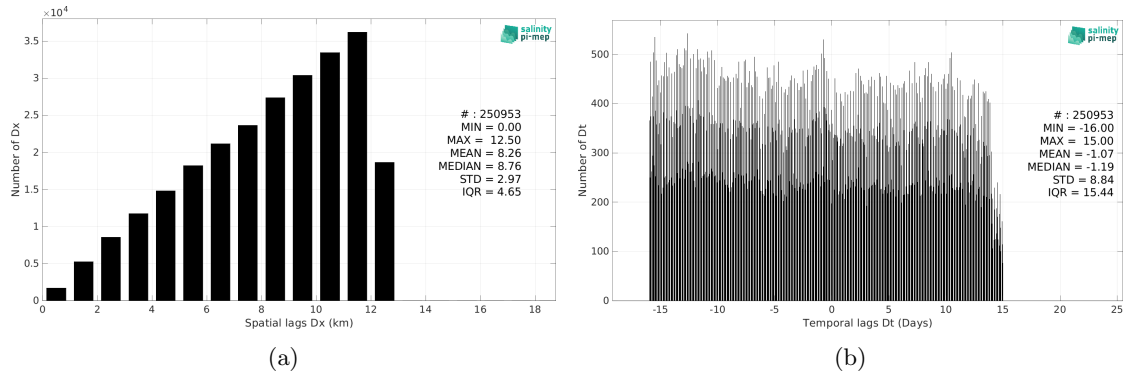 ×10⁴
3.5
3
2.5
2
1.5
1
0.5
0
Number of Dx
0 2 4 6 8 10 12 14 16 18
Spatial lags Dx (km)
salinity
pi-mep
# : 250953
MIN = 0.00
MAX = 12.50
MEAN = 8.26
MEDIAN = 8.76
STD = 2.97
IQR = 4.65
(a)
500
400
300
200
100
0
Number of Dt
-15 -10 -5 0 5 10 15 20 25
Temporal lags Dt (Days)
salinity
pi-mep
# : 250953
MIN = -16.00
MAX = 15.00
MEAN = -1.07
MEDIAN = -1.19
STD = 8.84
IQR = 15.44
(b)